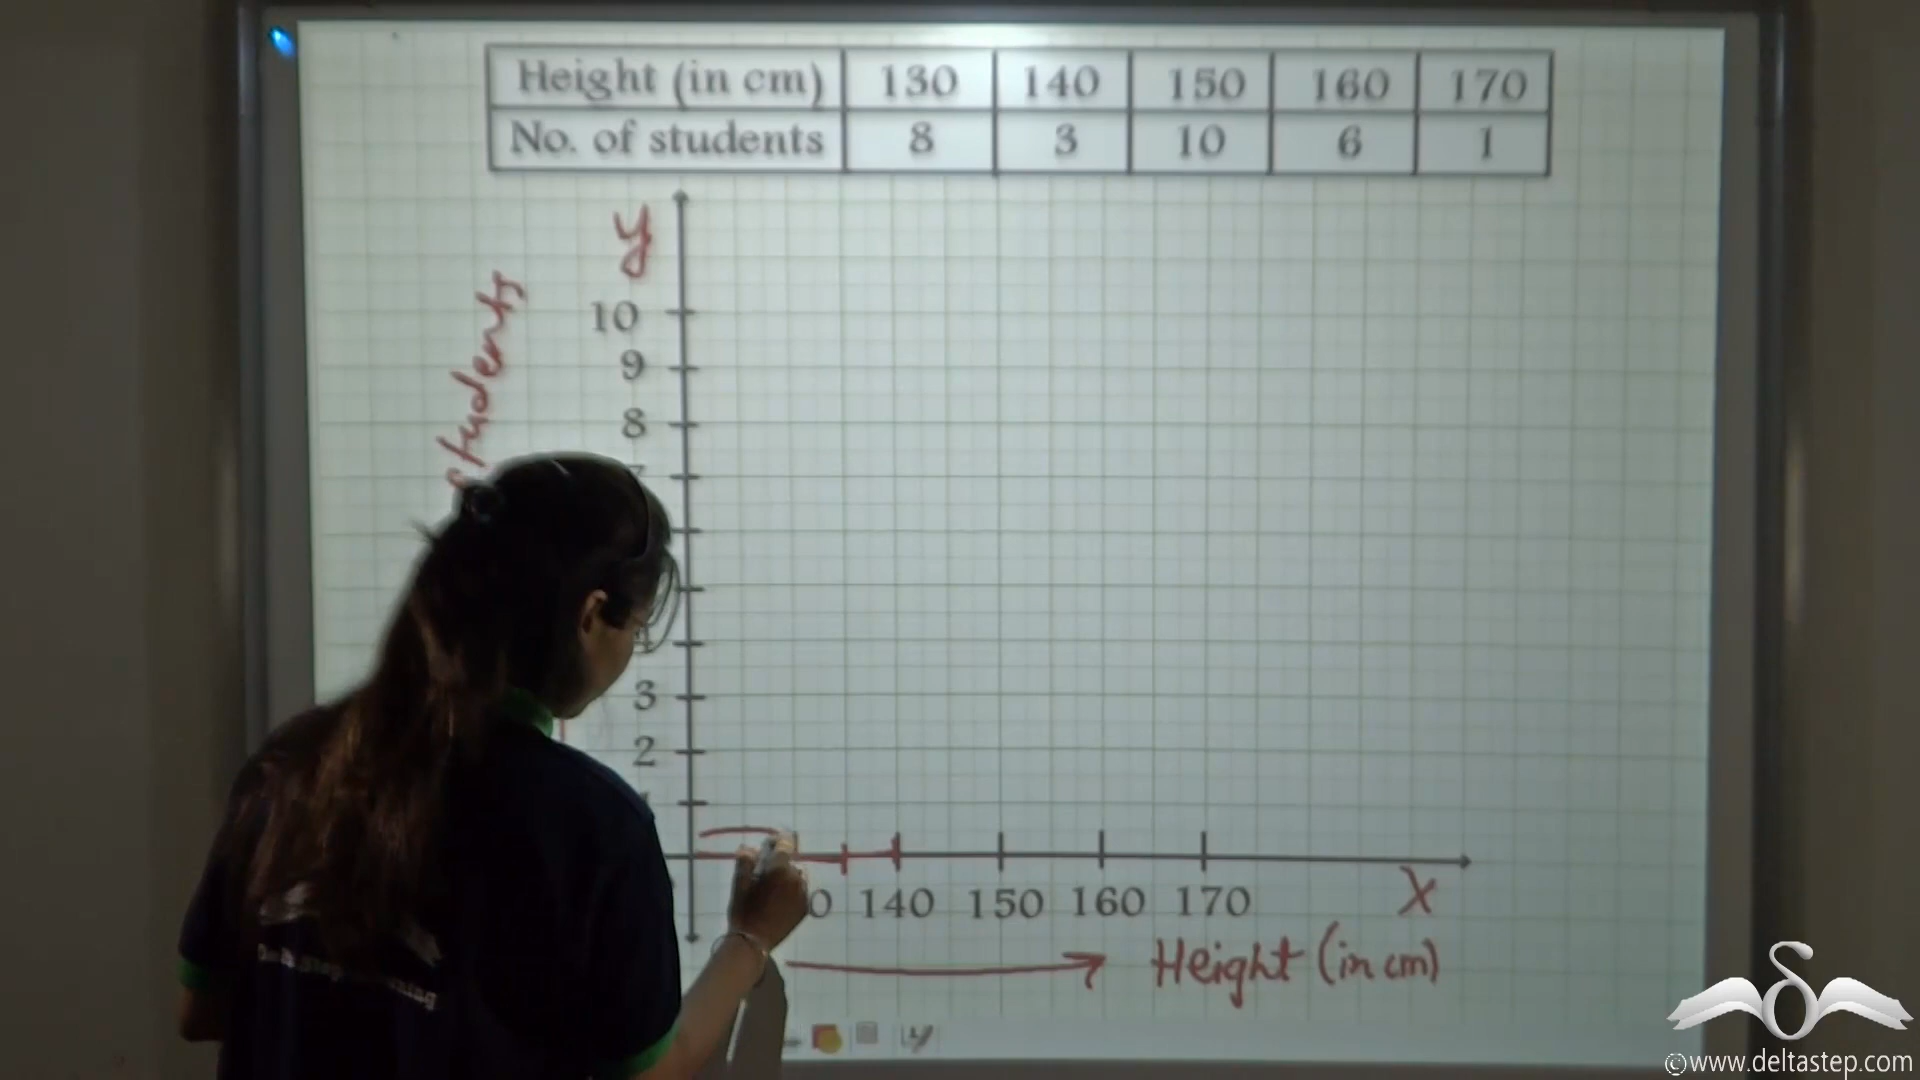 Height (in cm) 130 140 150 160 170
No. of students 8 3 10 6 1
y
students
10
9
8
3
2
140 150 160 170
X
Height (in cm)
©www.deltastep.com